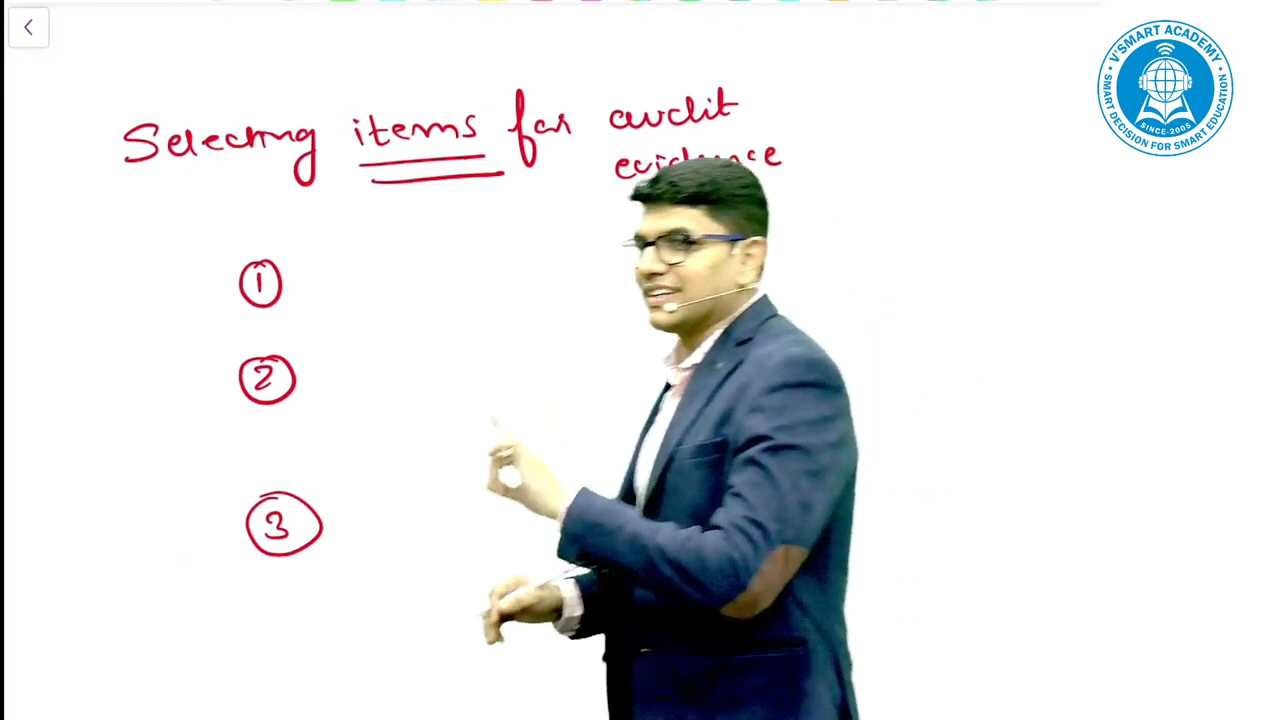 Selecting items for audit
evidence
1
2
3
V'SMART ACADEMY
SMART DECISION FOR SMART EDUCATION
SINCE-2005